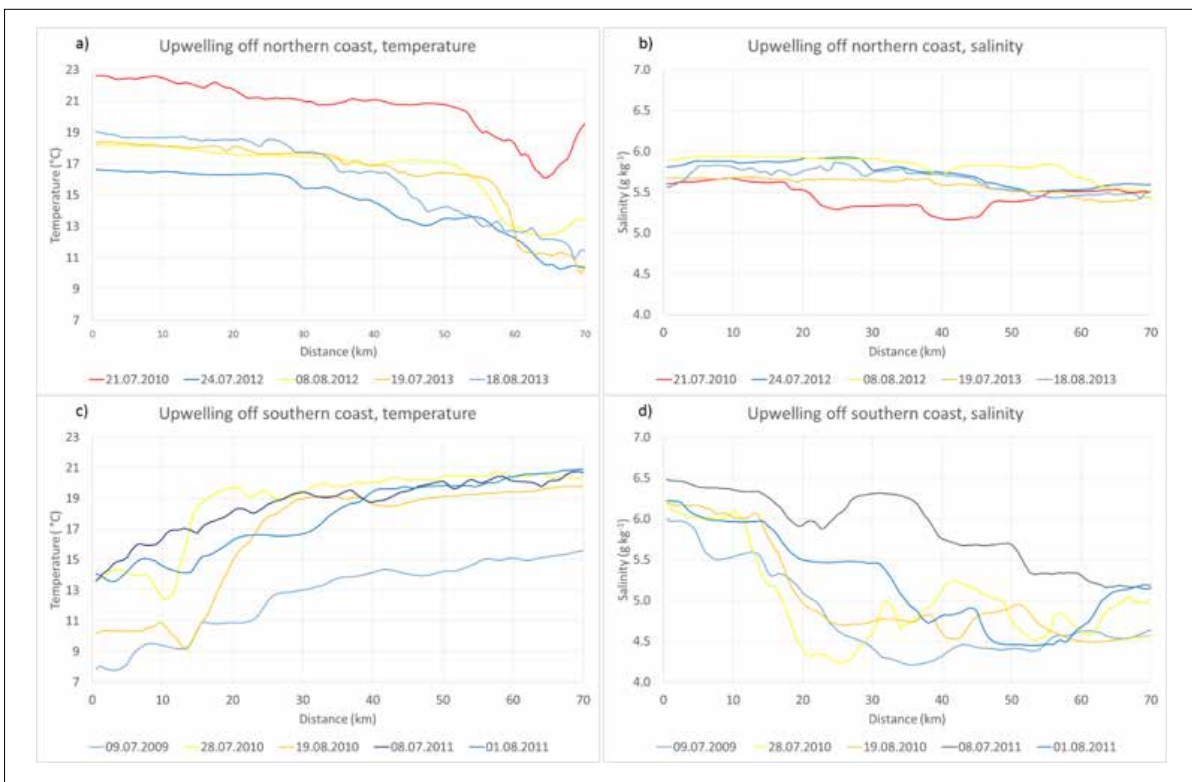 a) Upwelling off northern coast, temperature
Temperature (°C)
23
21
19
17
15
13
11
9
7
0 10 20 30 40 50 60 70
Distance (km)
21.07.2010 24.07.2012 08.08.2012 19.07.2013 18.08.2013
b) Upwelling off northern coast, salinity
Salinity (g kg⁻¹)
7.0
6.5
6.0
5.5
5.0
4.5
4.0
0 10 20 30 40 50 60 70
Distance (km)
21.07.2010 24.07.2012 08.08.2012 19.07.2013 18.08.2013
c) Upwelling off southern coast, temperature
Temperature (°C)
23
21
19
17
15
13
11
9
7
0 10 20 30 40 50 60 70
Distance (km)
09.07.2009 28.07.2010 19.08.2010 08.07.2011 01.08.2011
d) Upwelling off southern coast, salinity
Salinity (g kg⁻¹)
7.0
6.5
6.0
5.5
5.0
4.5
4.0
0 10 20 30 40 50 60 70
Distance (km)
09.07.2009 28.07.2010 19.08.2010 08.07.2011 01.08.2011